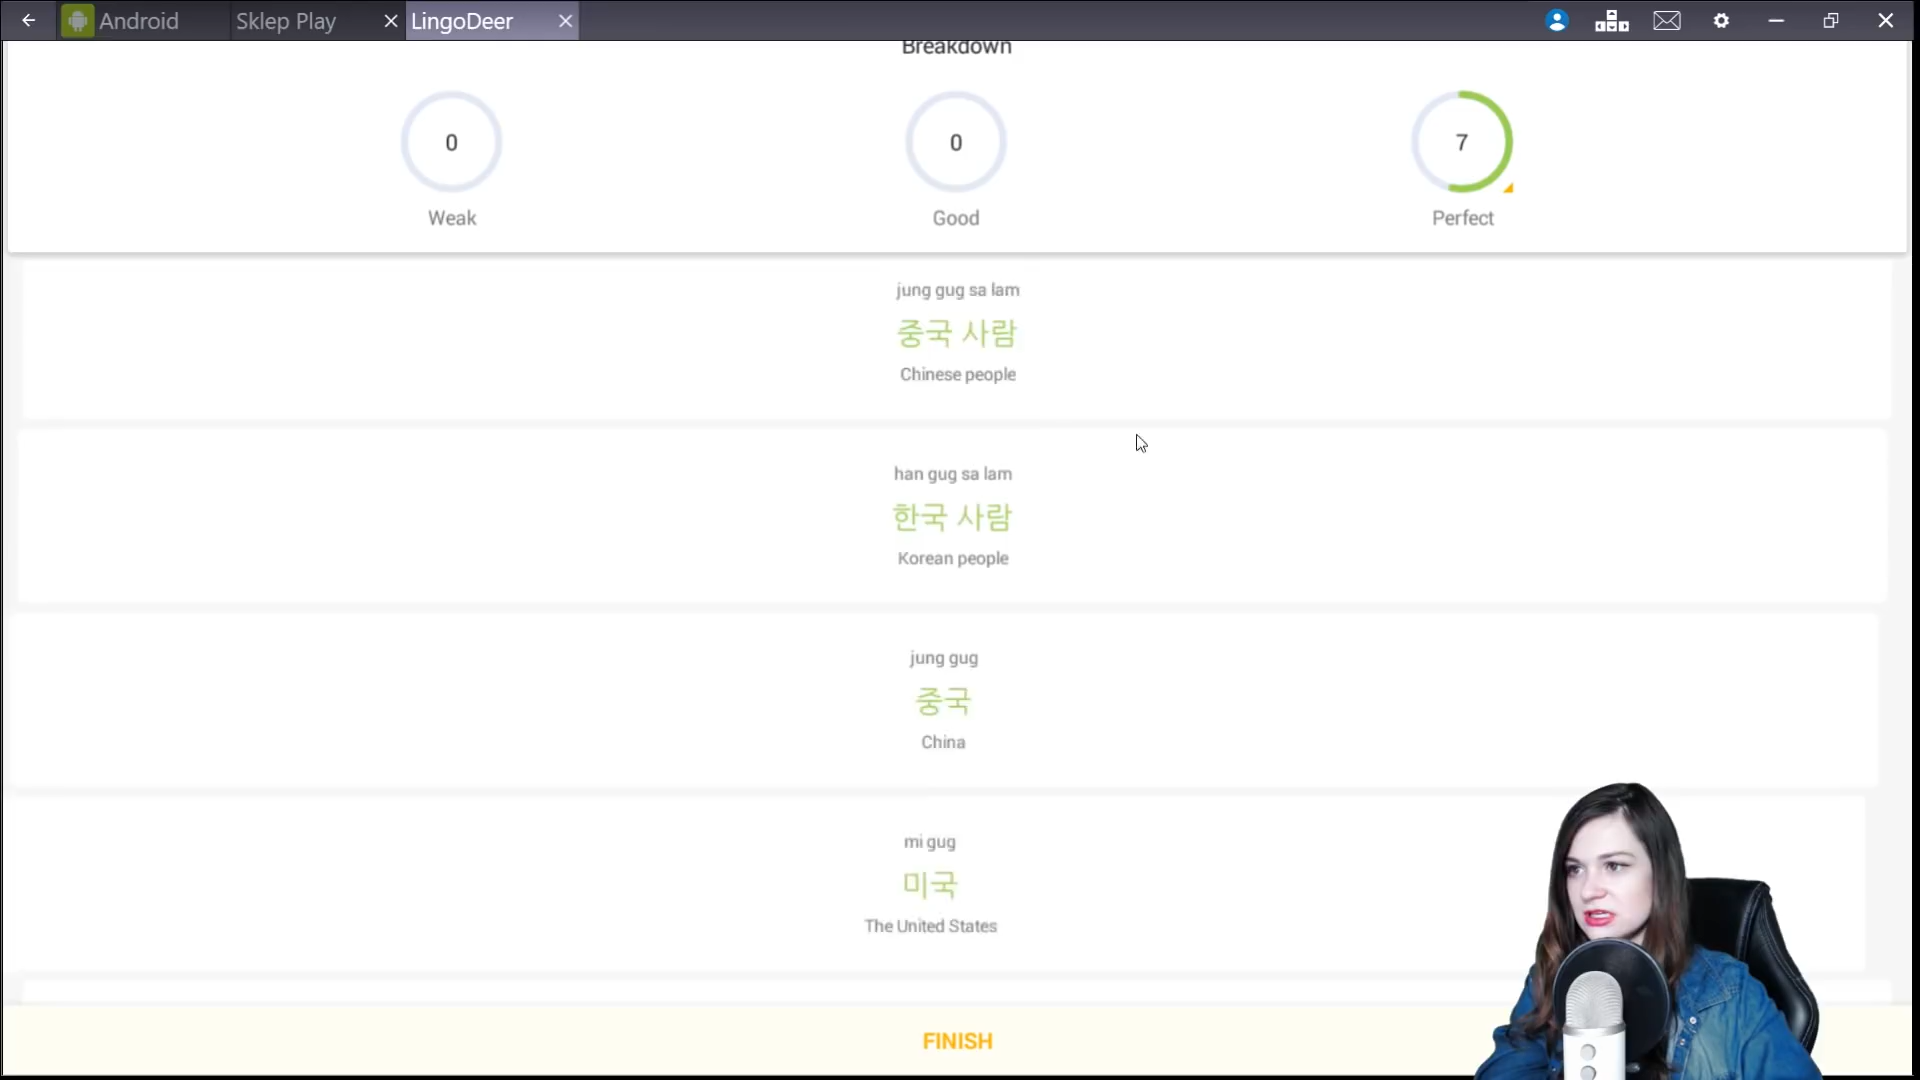 Android
Sklep Play
LingoDeer
Breakdown
0
0
7
Weak
Good
Perfect
jung gug sa lam
중국 사람
Chinese people
han gug sa lam
한국 사람
Korean people
jung gug
중국
China
mi gug
미국
The United States
FINISH